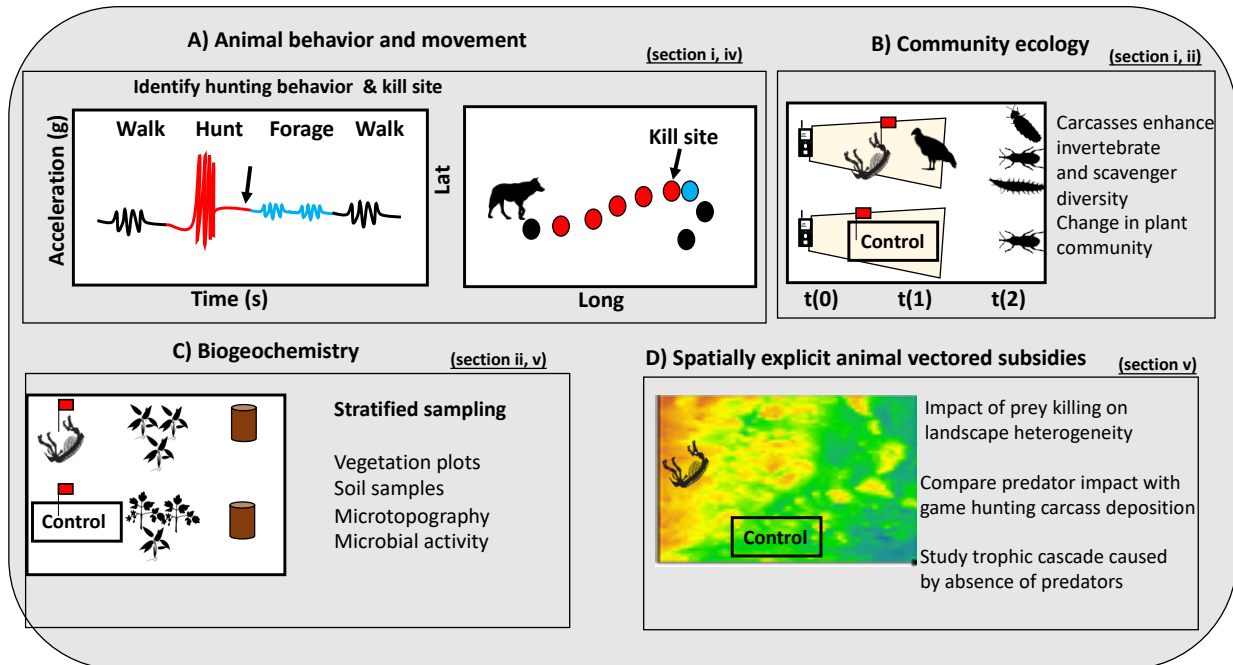 A) Animal behavior and movement
(section i, iv)
Identify hunting behavior & kill site
Walk Hunt Forage Walk
Acceleration (g)
Time (s)
Kill site
Lat
Long
B) Community ecology
(section i, ii)
Control
t(0) t(1) t(2)
Carcasses enhance
invertebrate
and scavenger
diversity
Change in plant
community
C) Biogeochemistry
(section ii, v)
Control
Stratified sampling
Vegetation plots
Soil samples
Microtopography
Microbial activity
D) Spatially explicit animal vectored subsidies
(section v)
Control
Impact of prey killing on
landscape heterogeneity
Compare predator impact with
game hunting carcass deposition
Study trophic cascade caused
by absence of predators